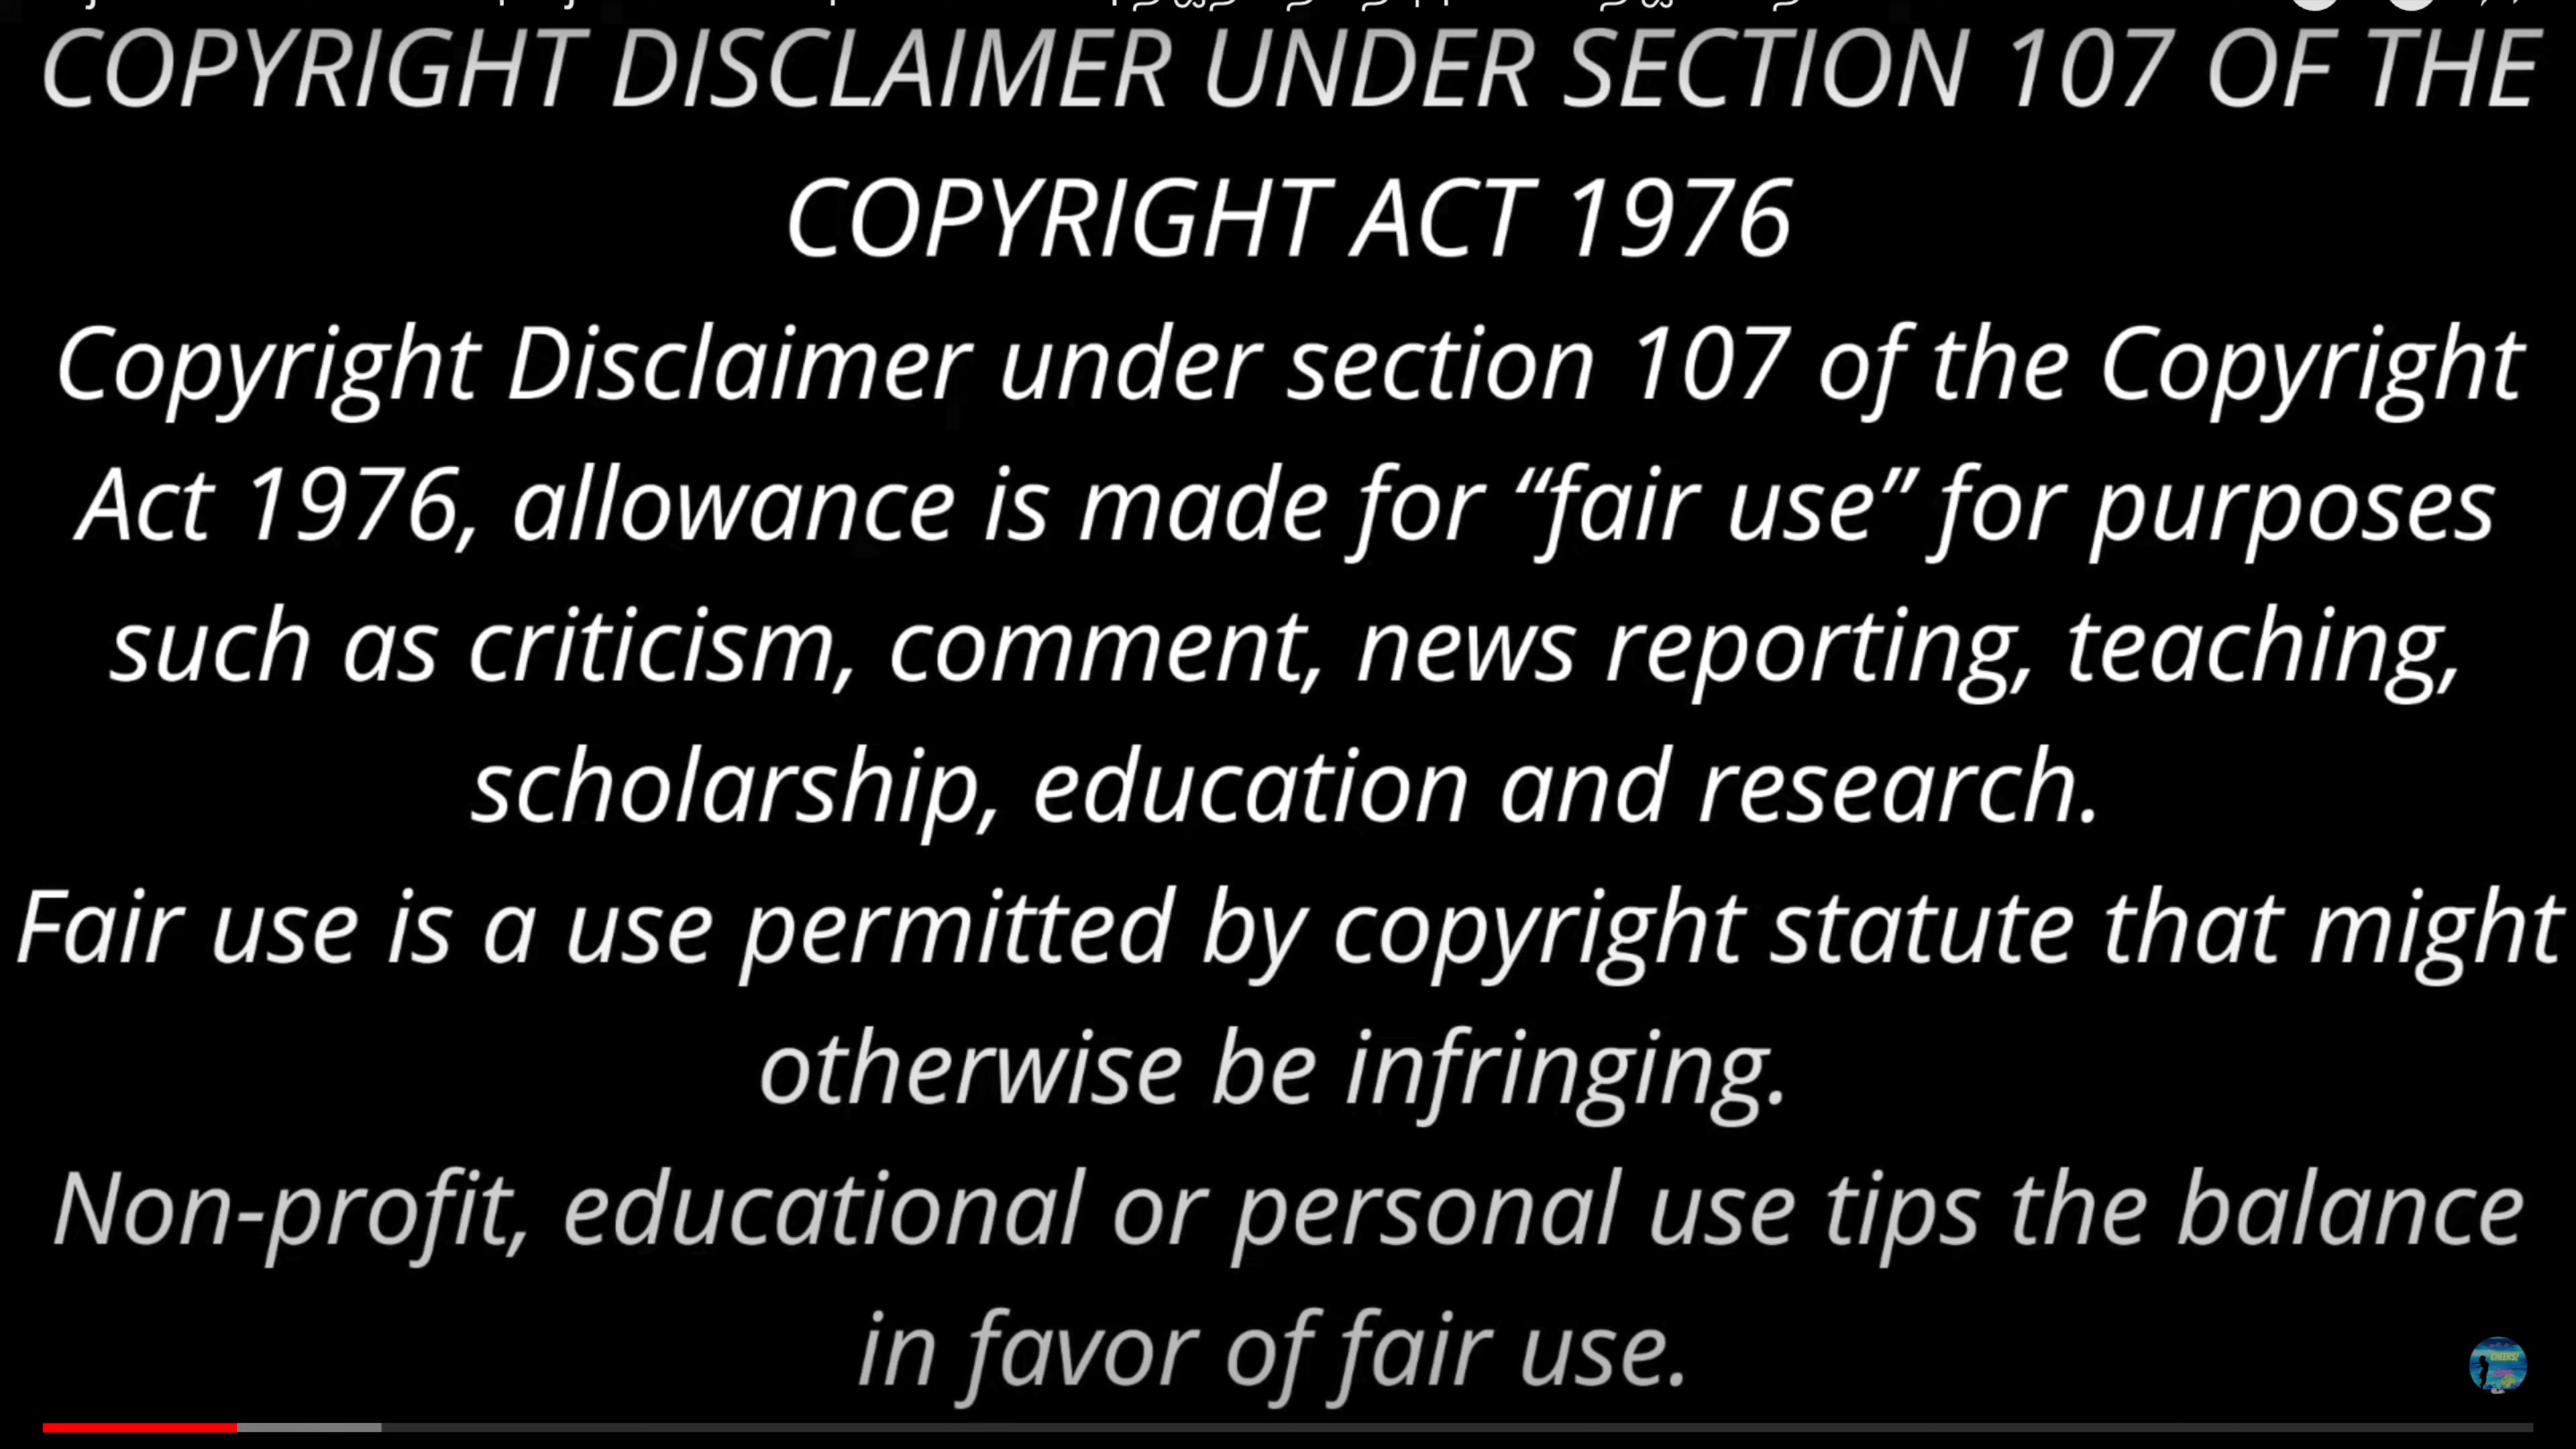 COPYRIGHT DISCLAIMER UNDER SECTION 107 OF THE
COPYRIGHT ACT 1976
Copyright Disclaimer under section 107 of the Copyright
Act 1976, allowance is made for “fair use” for purposes
such as criticism, comment, news reporting, teaching,
scholarship, education and research.
Fair use is a use permitted by copyright statute that might
otherwise be infringing.
Non-profit, educational or personal use tips the balance
in favor of fair use.
CHEERS!